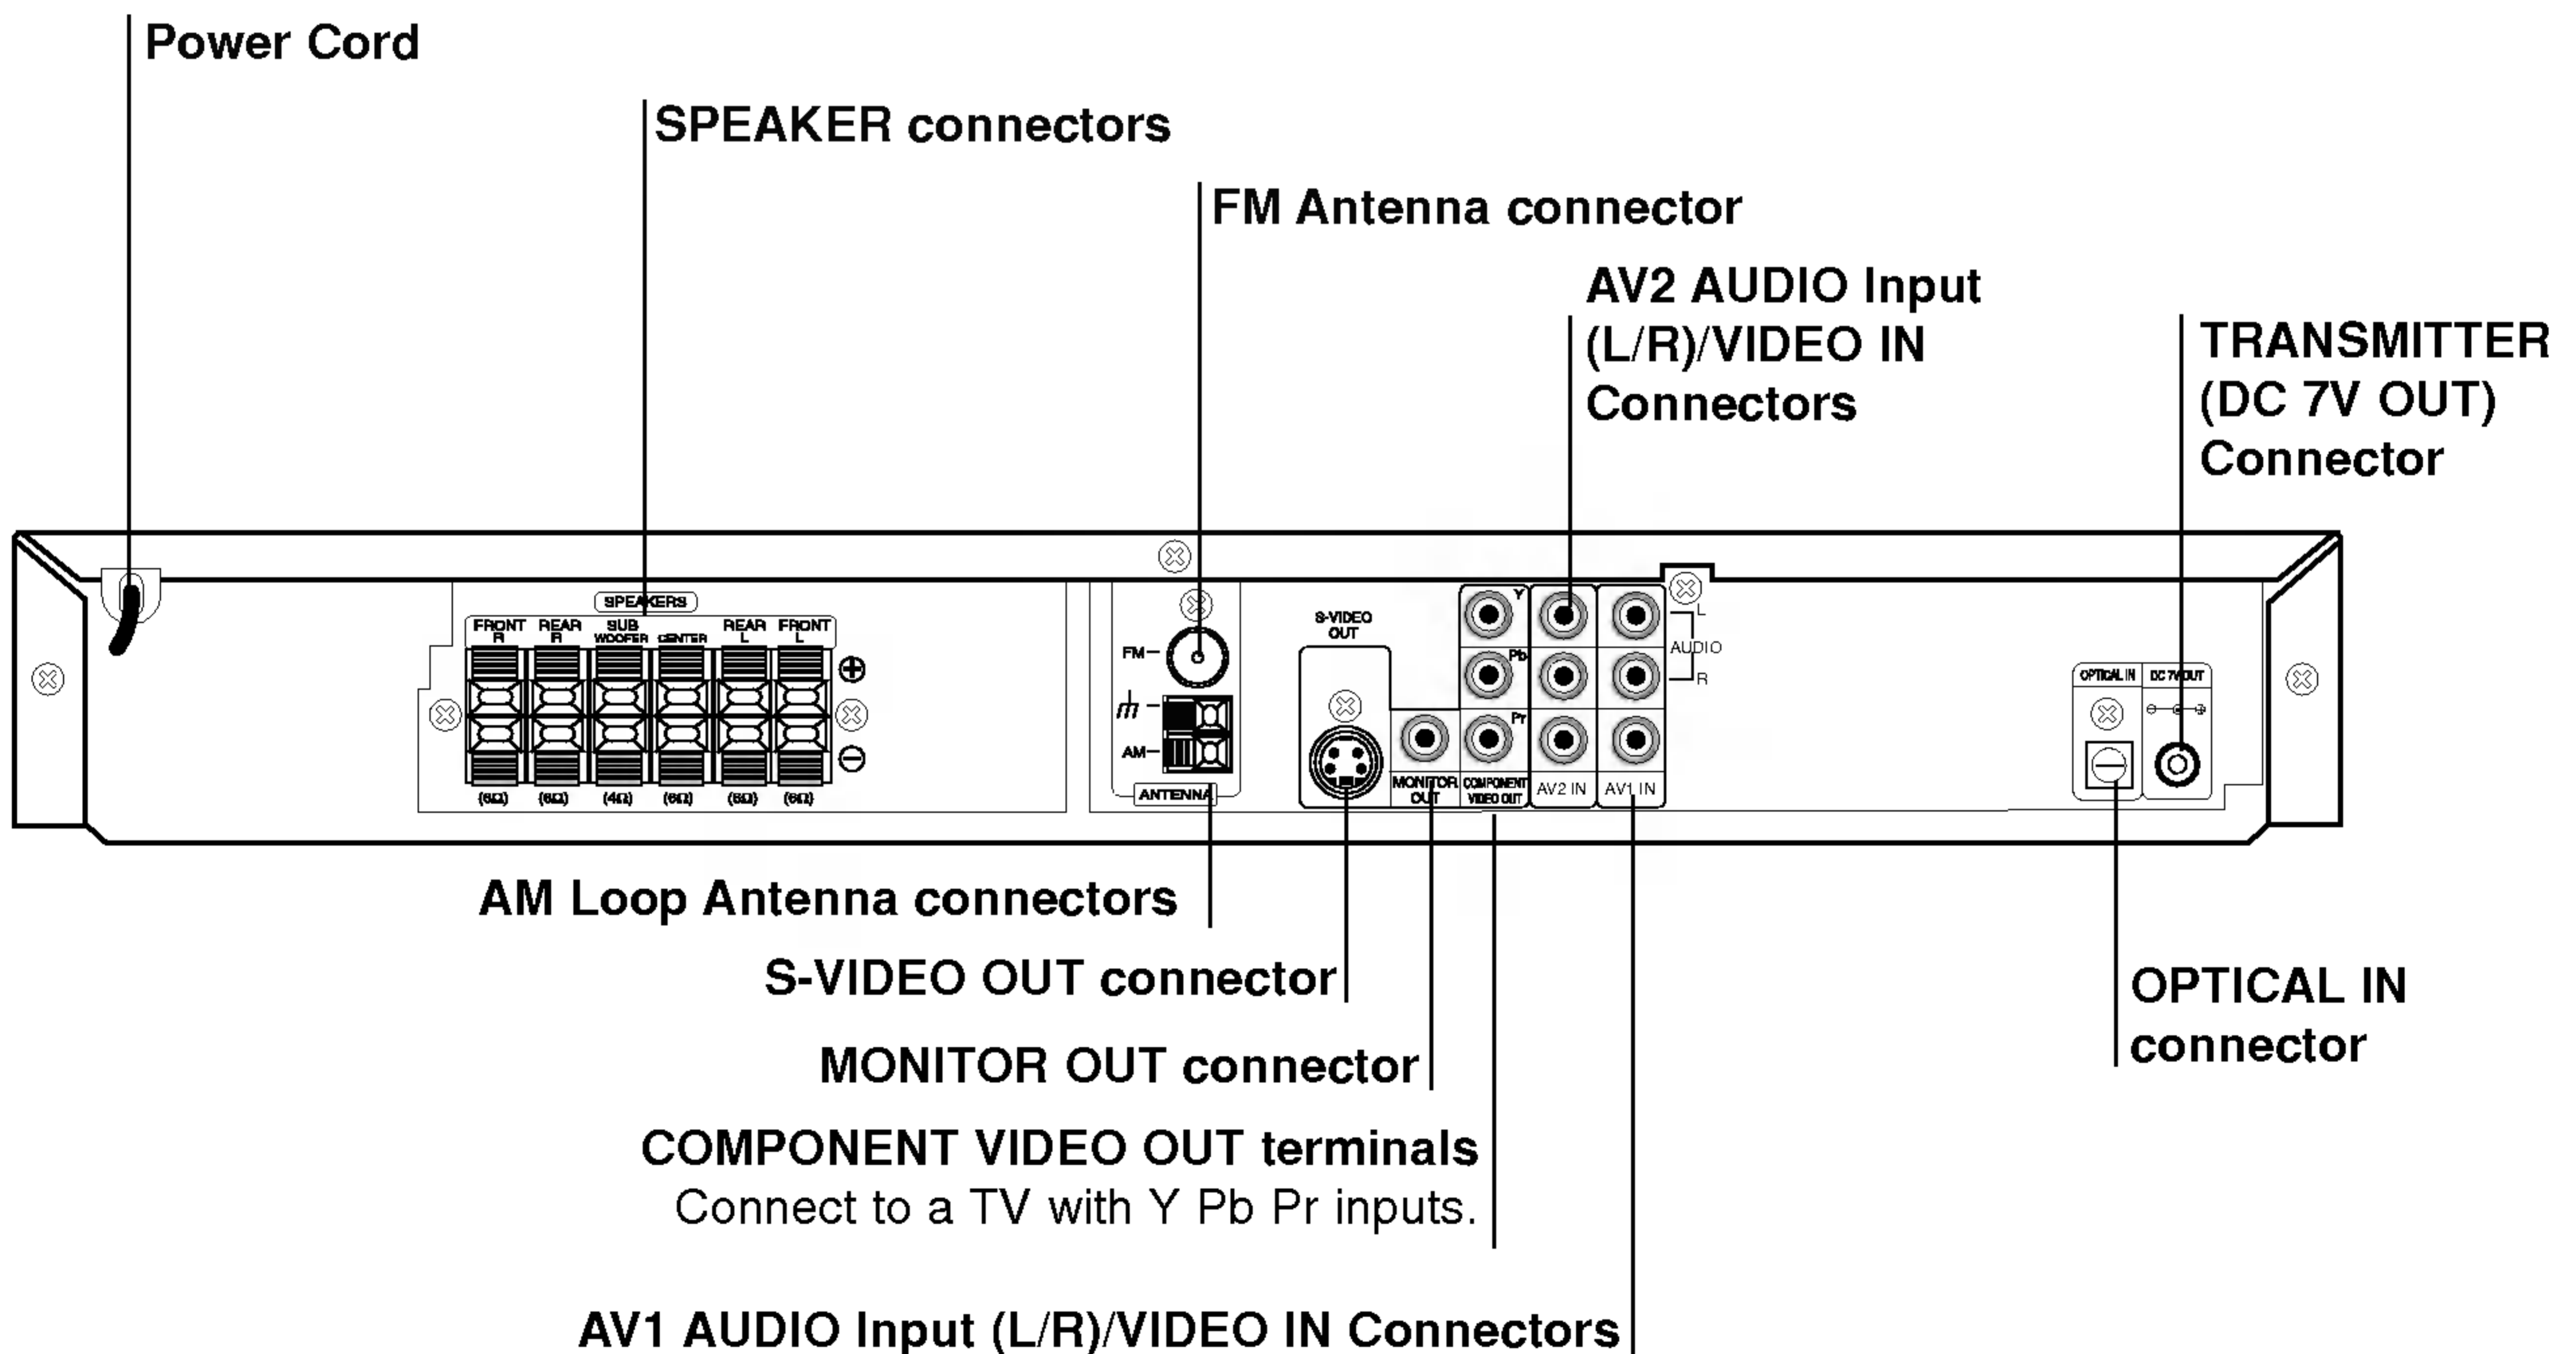 Power Cord
SPEAKER connectors
FM Antenna connector
AV2 AUDIO Input
(L/R)/VIDEO IN
Connectors
TRANSMITTER
(DC 7V OUT)
Connector
SPEAKERS
FRONT R
REAR R
SUB WOOFER
CENTER
REAR L
FRONT L
(6Ω) (6Ω) (4Ω) (6Ω) (6Ω) (6Ω)
FM
AM
ANTENNA
S-VIDEO
OUT
MONITOR
OUT
Y
Pb
Pr
COMPONENT
VIDEO OUT
AV2 IN
AV1 IN
L
AUDIO
R
OPTICAL IN
DC 7V OUT
AM Loop Antenna connectors
S-VIDEO OUT connector
MONITOR OUT connector
COMPONENT VIDEO OUT terminals
Connect to a TV with Y Pb Pr inputs.
AV1 AUDIO Input (L/R)/VIDEO IN Connectors
OPTICAL IN
connector